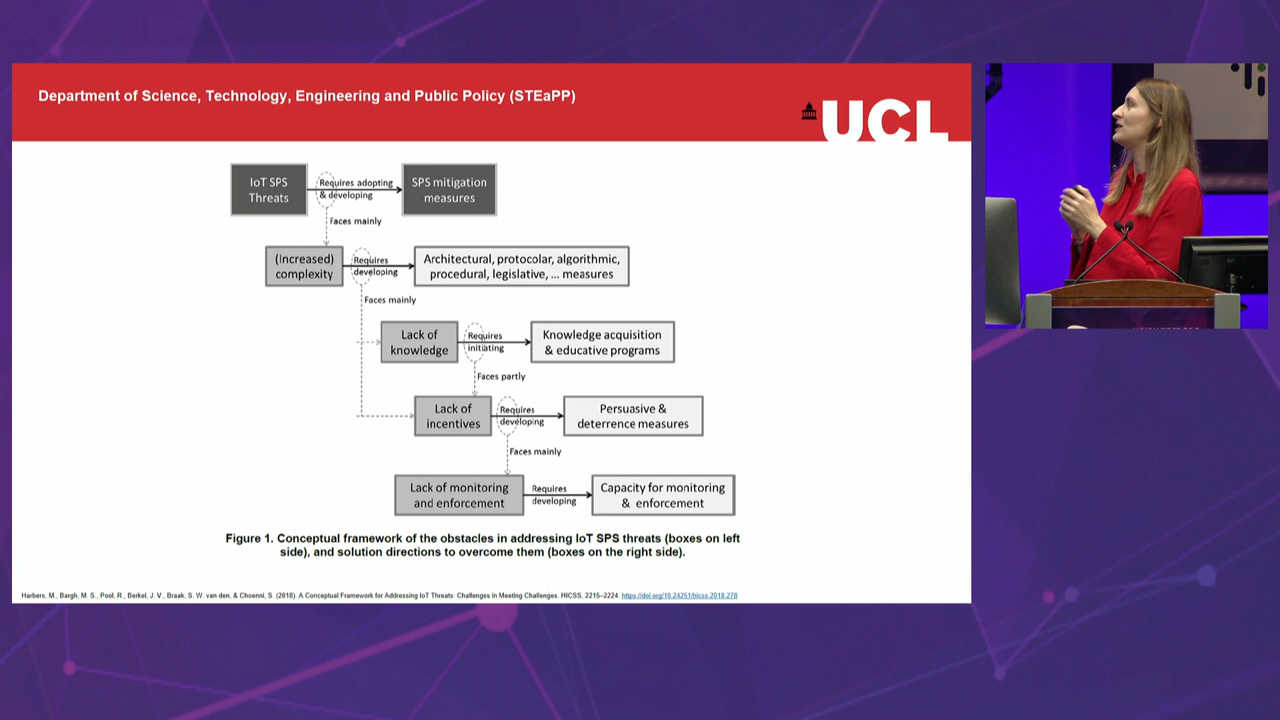 Department of Science, Technology, Engineering and Public Policy (STEaPP)
UCL
IoT SPS
Threats
Requires adopting
& developing
SPS mitigation
measures
Faces mainly
(Increased)
complexity
Requires
developing
Architectural, protocolar, algorithmic,
procedural, legislative, ... measures
Faces mainly
Lack of
knowledge
Requires
initiating
Knowledge acquisition
& educative programs
Faces partly
Lack of
incentives
Requires
developing
Persuasive &
deterrence measures
Faces mainly
Lack of monitoring
and enforcement
Requires
developing
Capacity for monitoring
& enforcement
Figure 1. Conceptual framework of the obstacles in addressing IoT SPS threats (boxes on left
side), and solution directions to overcome them (boxes on the right side).
Harbers, M., Bargh, M. S., Pool, R., Berkel, J. V., Braak, S. W. van den, & Choenni, S. (2018). A Conceptual Framework for Addressing IoT Threats: Challenges in Meeting Challenges. HICSS, 2215–2224. https://doi.org/10.24251/hicss.2018.278